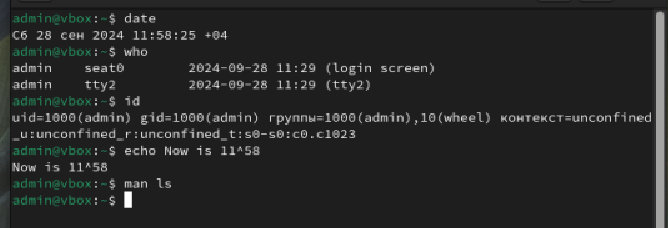 admin@vbox:~$ date
Сб 28 сен 2024 11:58:25 +04
admin@vbox:~$ who
admin    seat0        2024-09-28 11:29 (login screen)
admin    tty2         2024-09-28 11:29 (tty2)
admin@vbox:~$ id
uid=1000(admin) gid=1000(admin) группы=1000(admin),10(wheel) контекст=unconfined
_u:unconfined_r:unconfined_t:s0-s0:c0.c1023
admin@vbox:~$ echo Now is 11^58
Now is 11^58
admin@vbox:~$ man ls
admin@vbox:~$